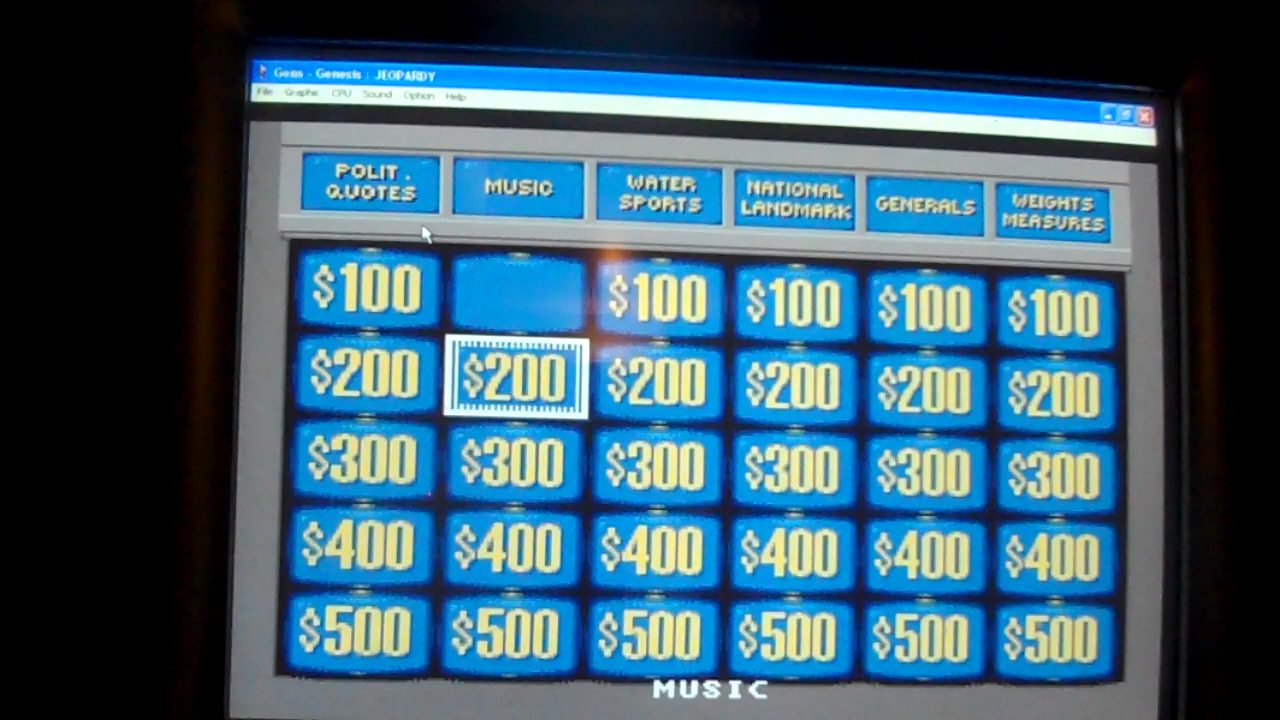 Gens - Genesis : JEOPARDY
File Graphs CPU Sound Option Help
POLIT.
QUOTES
MUSIC
WATER
SPORTS
NATIONAL
LANDMARK
GENERALS
WEIGHTS
MEASURES
$100 $100 $100 $100 $100
$200 $200 $200 $200 $200 $200
$300 $300 $300 $300 $300 $300
$400 $400 $400 $400 $400 $400
$500 $500 $500 $500 $500 $500
MUSIC